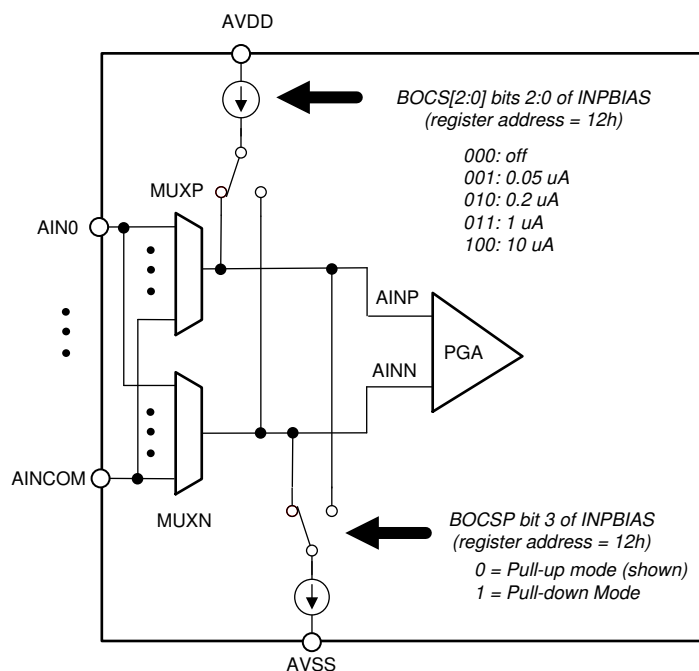 AVDD
BOCS[2:0] bits 2:0 of INPBIAS
(register address = 12h)
000: off
001: 0.05 uA
010: 0.2 uA
011: 1 uA
100: 10 uA
MUXP
AIN0
AINP
PGA
AINN
AINCOM
MUXN
BOCSP bit 3 of INPBIAS
(register address = 12h)
0 = Pull-up mode (shown)
1 = Pull-down Mode
AVSS